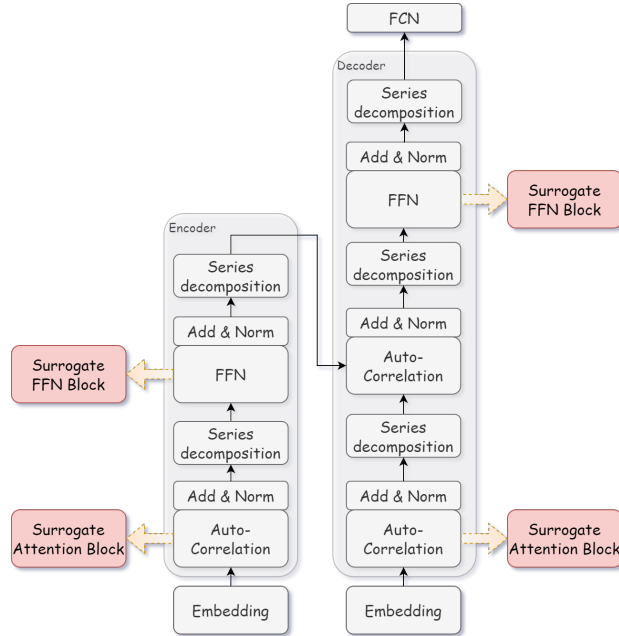 FCN
Decoder
Series
decomposition
Add & Norm
FFN
Surrogate
FFN Block
Series
decomposition
Add & Norm
Auto-
Correlation
Series
decomposition
Add & Norm
Auto-
Correlation
Surrogate
Attention Block
Embedding
Encoder
Series
decomposition
Add & Norm
FFN
Surrogate
FFN Block
Series
decomposition
Add & Norm
Auto-
Correlation
Surrogate
Attention Block
Embedding